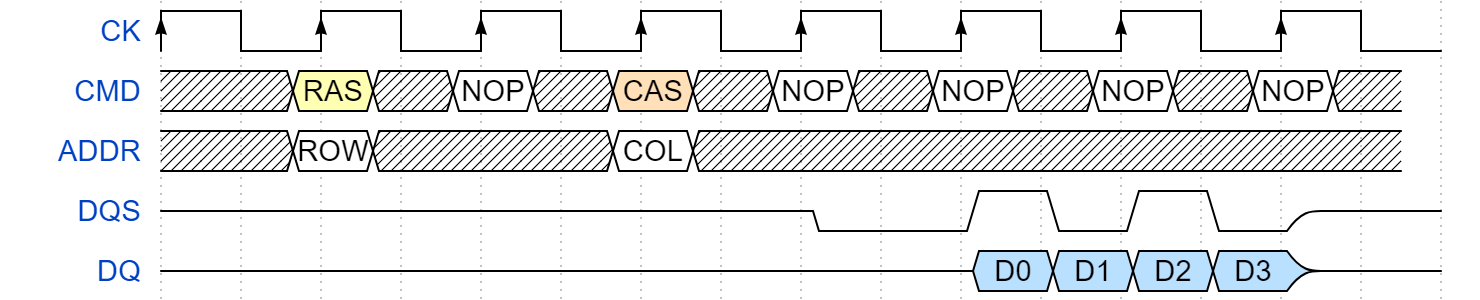 CK
CMD RAS NOP CAS NOP NOP NOP NOP
ADDR ROW COL
DQS
DQ D0 D1 D2 D3